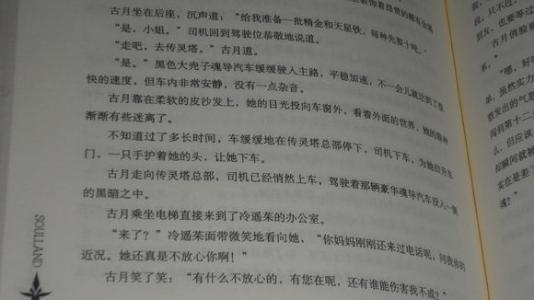 古月坐在后座，沉声道：“给我准备一批精金和天星铁，每种先要十吨。”
“是，小姐。”司机回到驾驶位恭敬地说道。
“走吧，去传灵塔。”古月道。
“是。”黑色大壳子魂导汽车缓缓驶入主路，平稳加速，不一会儿就达到了
快的速度，但车内非常安静，没有一点杂音。
古月靠在柔软的皮沙发上，她的目光投向车窗外，看着外面的世界，她的眼神
渐渐有些迷离了。
不知道过了多长时间，车缓缓地在传灵塔总部停下，司机下车，为她拉开车
门，一只手护着她的头，让她下车。
古月走向传灵塔总部，司机已经悄然上车，驾驶着那辆豪华魂导汽车没入一侧
的黑暗之中。
古月乘坐电梯直接来到了冷遥茱的办公室。
“来了？”冷遥茱面带微笑地看向她，“你妈妈刚刚还来过电话呢，问我你的
近况。她还真是不放心你啊！”
古月笑了笑：“有什么不放心的，有您在呢，还有谁能伤害我不成？”
SOULLAND